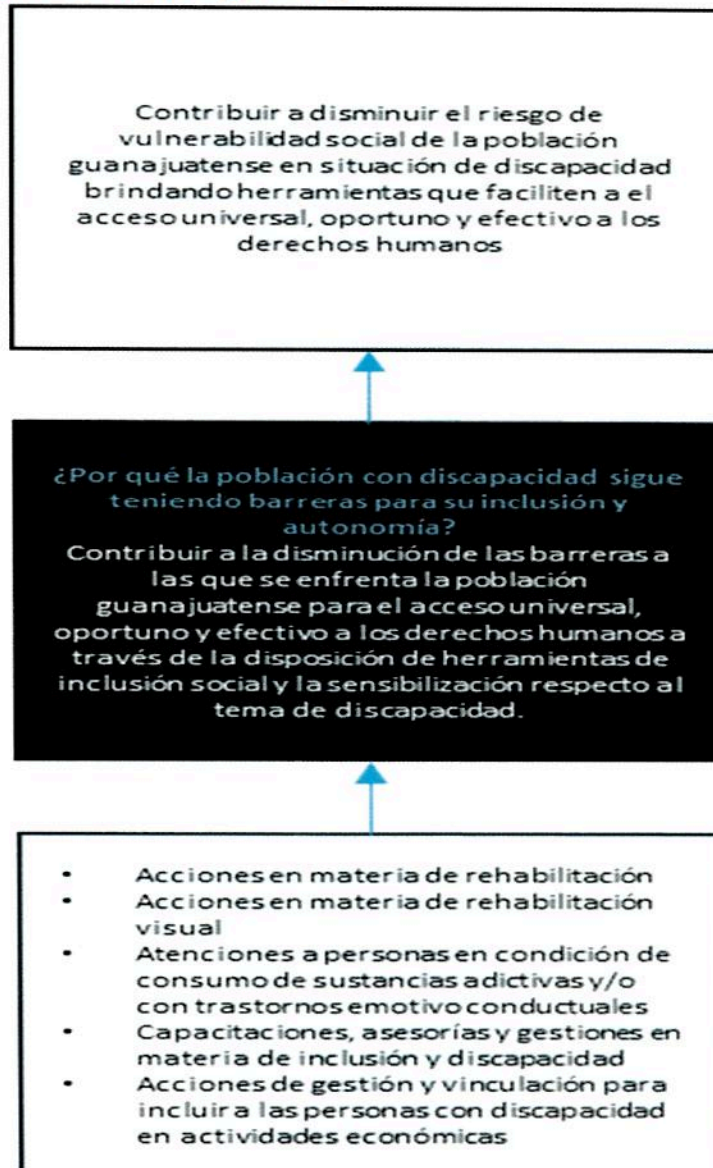 Contribuir a disminuir el riesgo de
vulnerabilidad social de la población
guanajuatense en situación de discapacidad
brindando herramientas que faciliten a el
acceso universal, oportuno y efectivo a los
derechos humanos
¿Por qué la población con discapacidad sigue
teniendo barreras para su inclusión y
autonomía?
Contribuir a la disminución de las barreras a
las que se enfrenta la población
guanajuatense para el acceso universal,
oportuno y efectivo a los derechos humanos a
través de la disposición de herramientas de
inclusión social y la sensibilización respecto al
tema de discapacidad.
• Acciones en materia de rehabilitación
• Acciones en materia de rehabilitación
visual
• Atenciones a personas en condición de
consumo de sustancias adictivas y/o
con trastornos emotivo conductuales
• Capacitaciones, asesorías y gestiones en
materia de inclusión y discapacidad
• Acciones de gestión y vinculación para
incluir a las personas con discapacidad
en actividades económicas